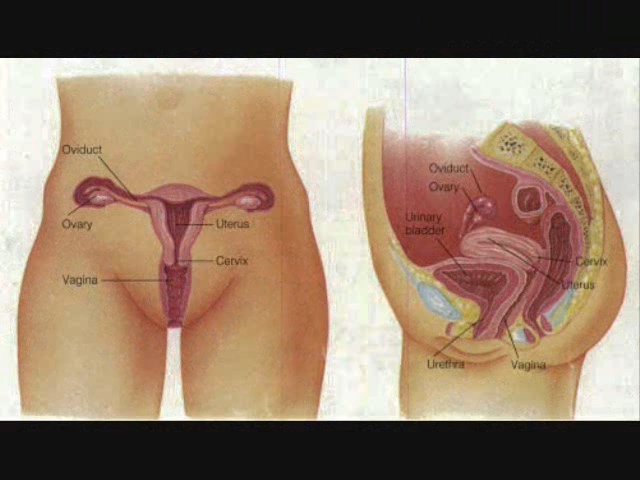 Oviduct
Ovary
Uterus
Cervix
Vagina
Oviduct
Ovary
Urinary
bladder
Cervix
Uterus
Urethra
Vagina